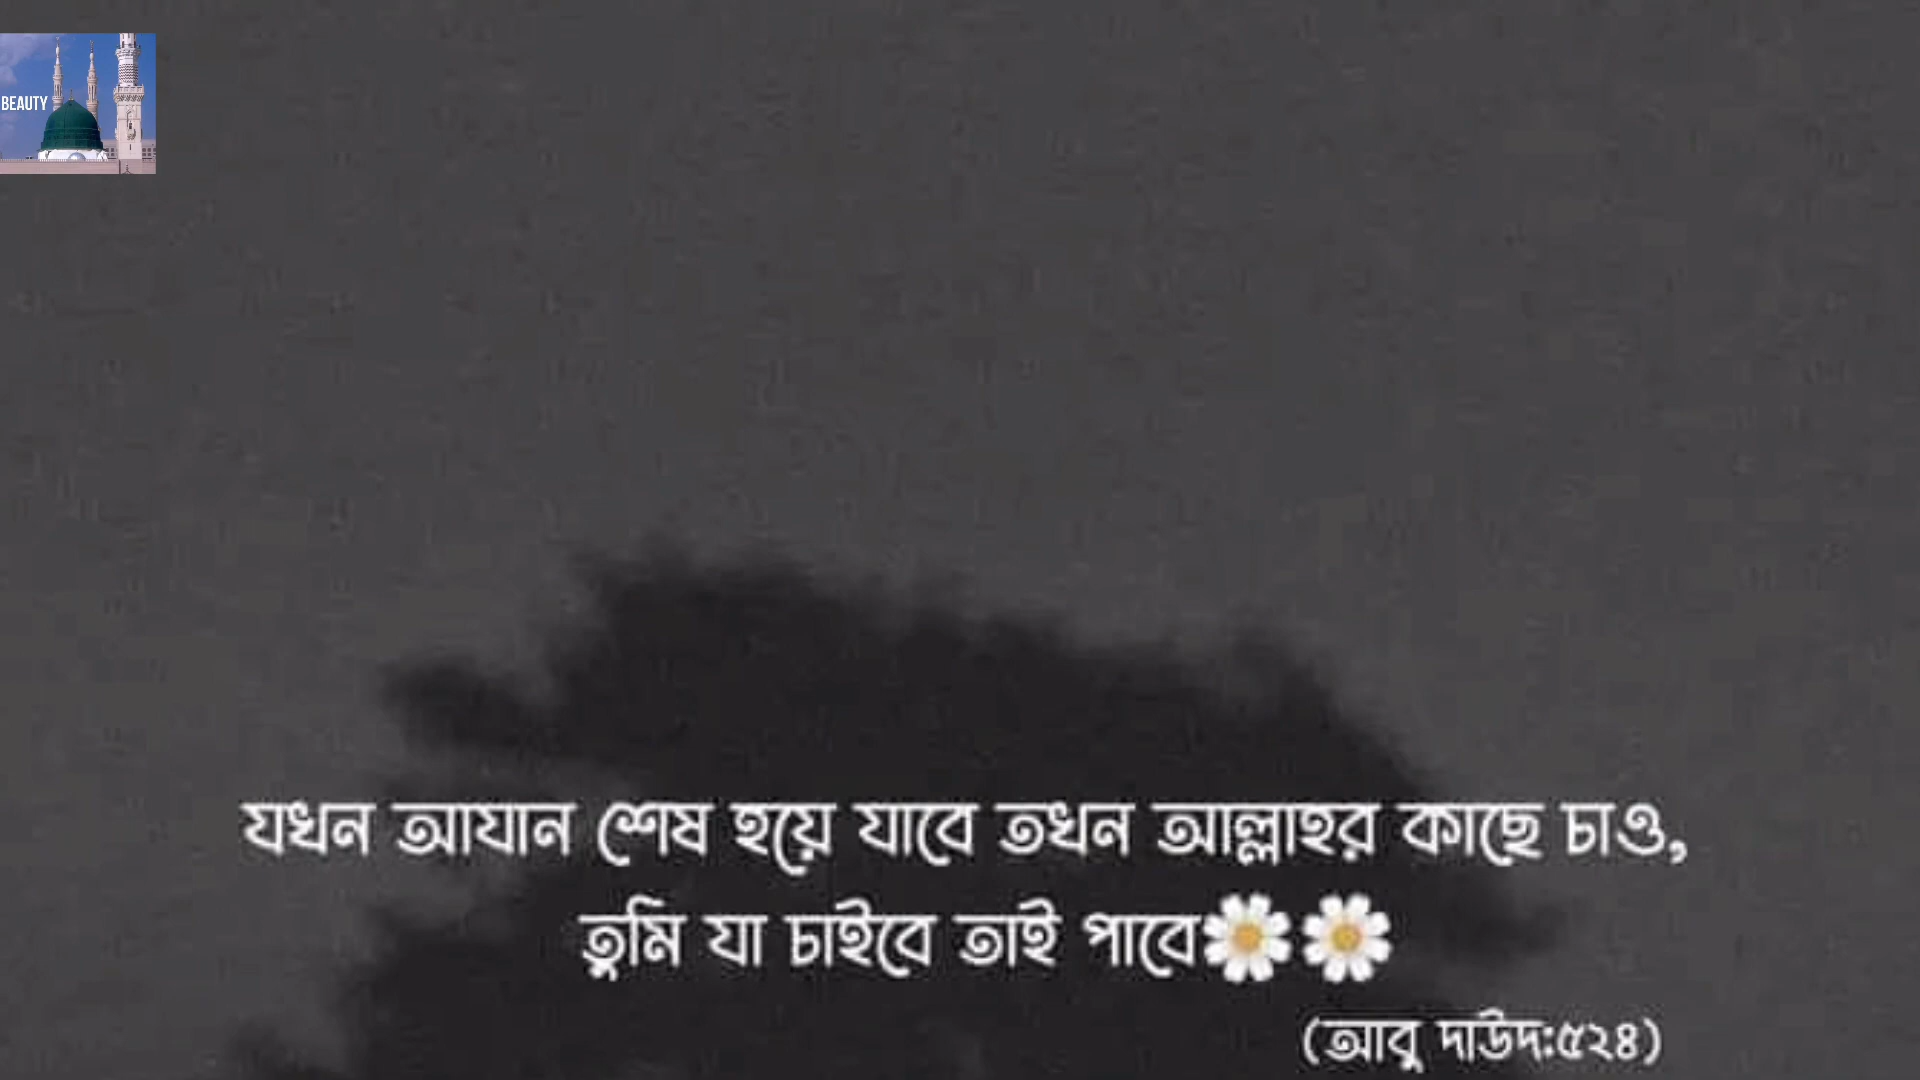 BEAUTY
যখন আযান শেষ হয়ে যাবে তখন আল্লাহর কাছে চাও,
তুমি যা চাইবে তাই পাবে🌼🌼
(আবু দাউদ:৫২৪)